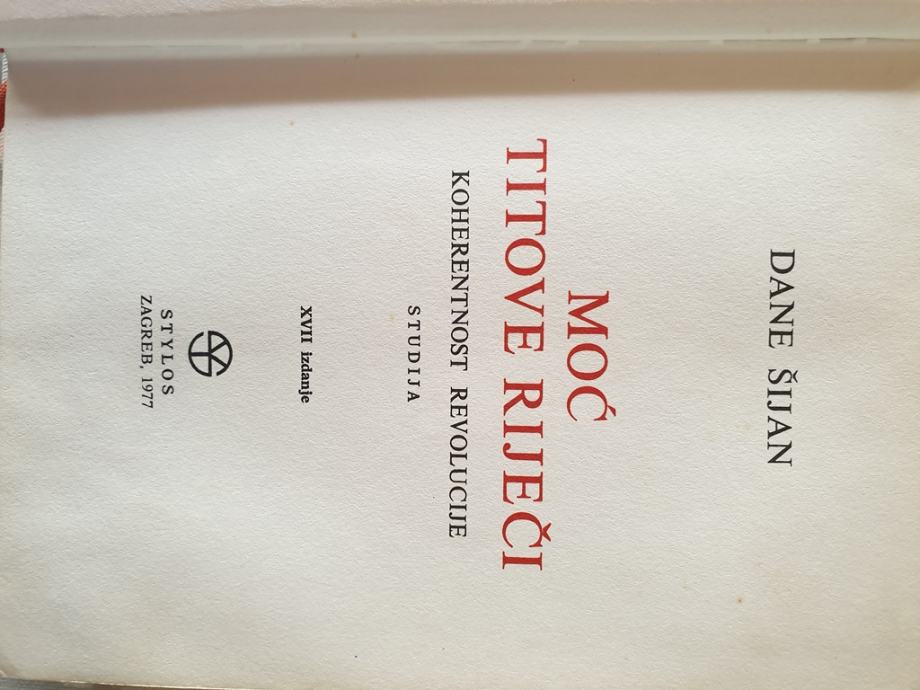 DANE ŠIJAN
MOĆ
TITOVE RIJEČI
KOHERENTNOST REVOLUCIJE
STUDIJA
XVII izdanje
STYLOS
ZAGREB, 1977